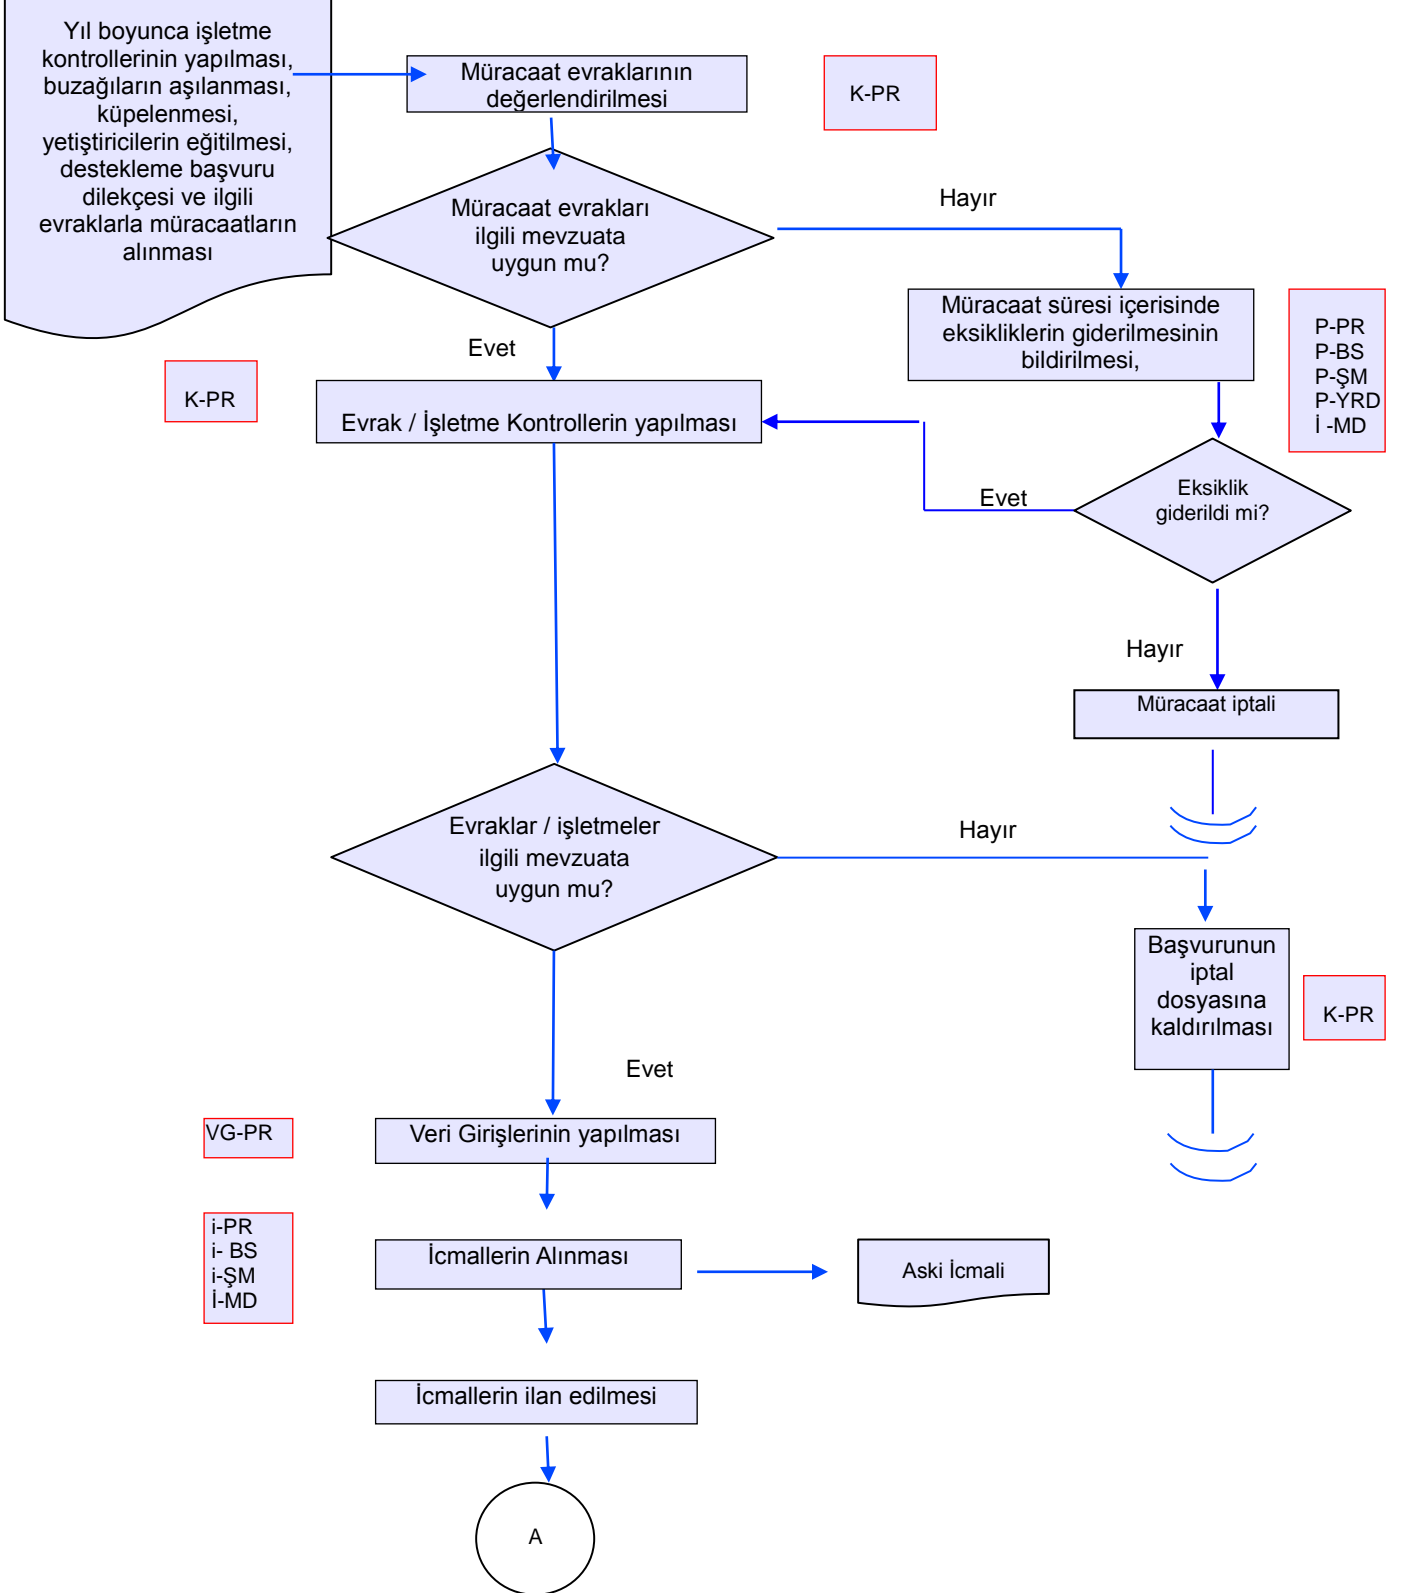 Yıl boyunca işletme
kontrollerinin yapılması,
buzağıların aşılanması,
küpelenmesi,
yetiştiricilerin eğitilmesi,
destekleme başvuru
dilekçesi ve ilgili
evraklarla müracaatların
alınması
Müracaat evraklarının
değerlendirilmesi
K-PR
Müracaat evrakları
ilgili mevzuata
uygun mu?
Hayır
Müracaat süresi içerisinde
eksikliklerin giderilmesinin
bildirilmesi,
P-PR
P-BS
P-ŞM
P-YRD
İ -MD
Evet
K-PR
Evrak / İşletme Kontrollerin yapılması
Evet
Eksiklik
giderildi mi?
Hayır
Müracaat iptali
Evraklar / işletmeler
ilgili mevzuata
uygun mu?
Hayır
Başvurunun
iptal
dosyasına
kaldırılması
K-PR
Evet
VG-PR
Veri Girişlerinin yapılması
i-PR
i- BS
i-ŞM
İ-MD
İcmallerin Alınması
Aski İcmali
İcmallerin ilan edilmesi
A